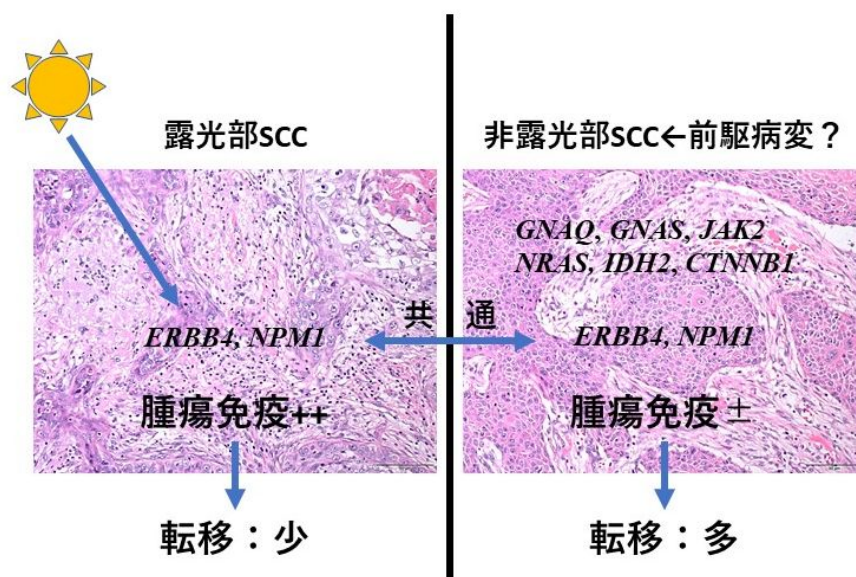 露光部SCC
非露光部SCC←前駆病変？
GNAQ, GNAS, JAK2
NRAS, IDH2, CTNNB1
共通
ERBB4, NPM1
ERBB4, NPM1
腫瘍免疫++
腫瘍免疫±
転移：少
転移：多